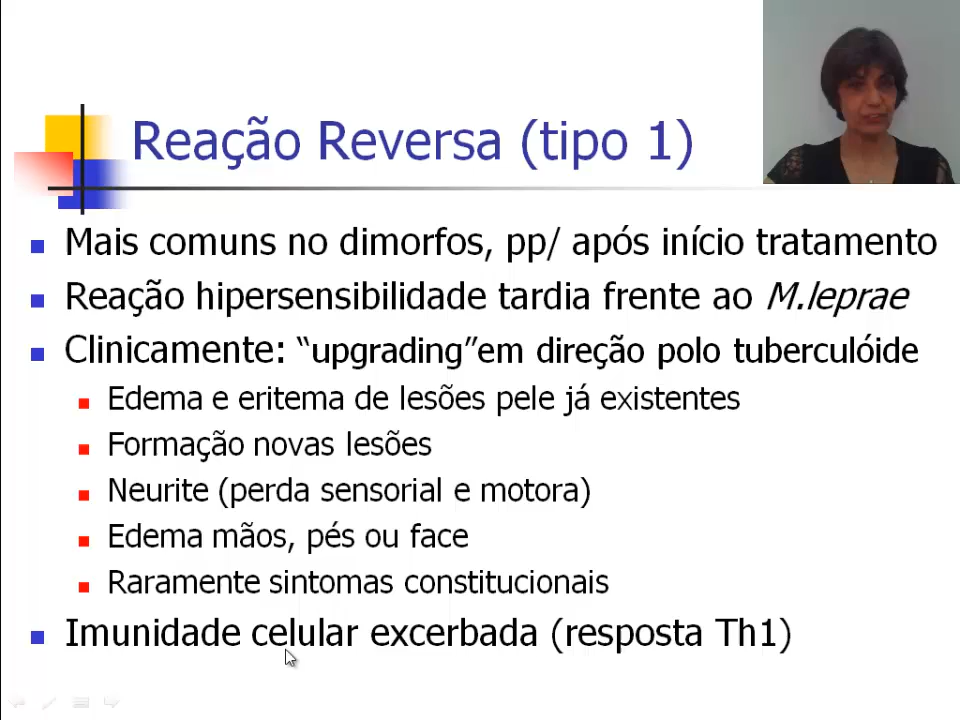 Reação Reversa (tipo 1)
Mais comuns no dimorfos, pp/ após início tratamento
Reação hipersensibilidade tardia frente ao M.leprae
Clinicamente: “upgrading”em direção polo tuberculóide
Edema e eritema de lesões pele já existentes
Formação novas lesões
Neurite (perda sensorial e motora)
Edema mãos, pés ou face
Raramente sintomas constitucionais
Imunidade celular excerbada (resposta Th1)